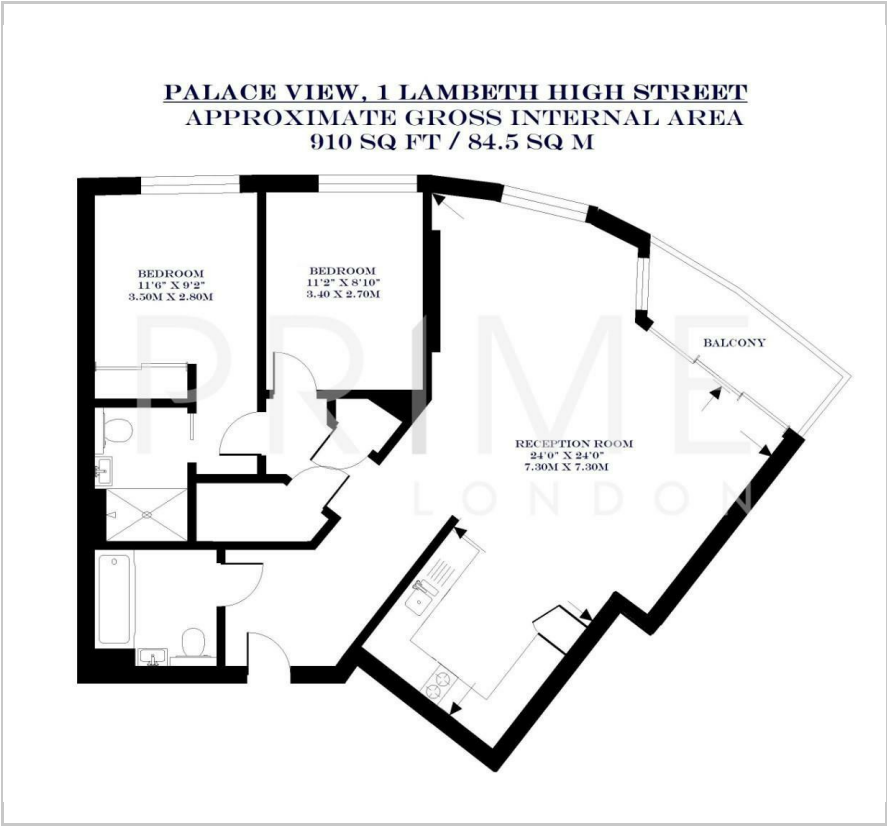 PALACE VIEW, 1 LAMBETH HIGH STREET
APPROXIMATE GROSS INTERNAL AREA
910 SQ FT / 84.5 SQ M
BEDROOM
11'6" X 9'2"
3.50M X 2.80M
BEDROOM
11'2" X 8'10"
3.40 X 2.70M
BALCONY
RECEPTION ROOM
24'0" X 24'0"
7.30M X 7.30M
PRIME
LONDON